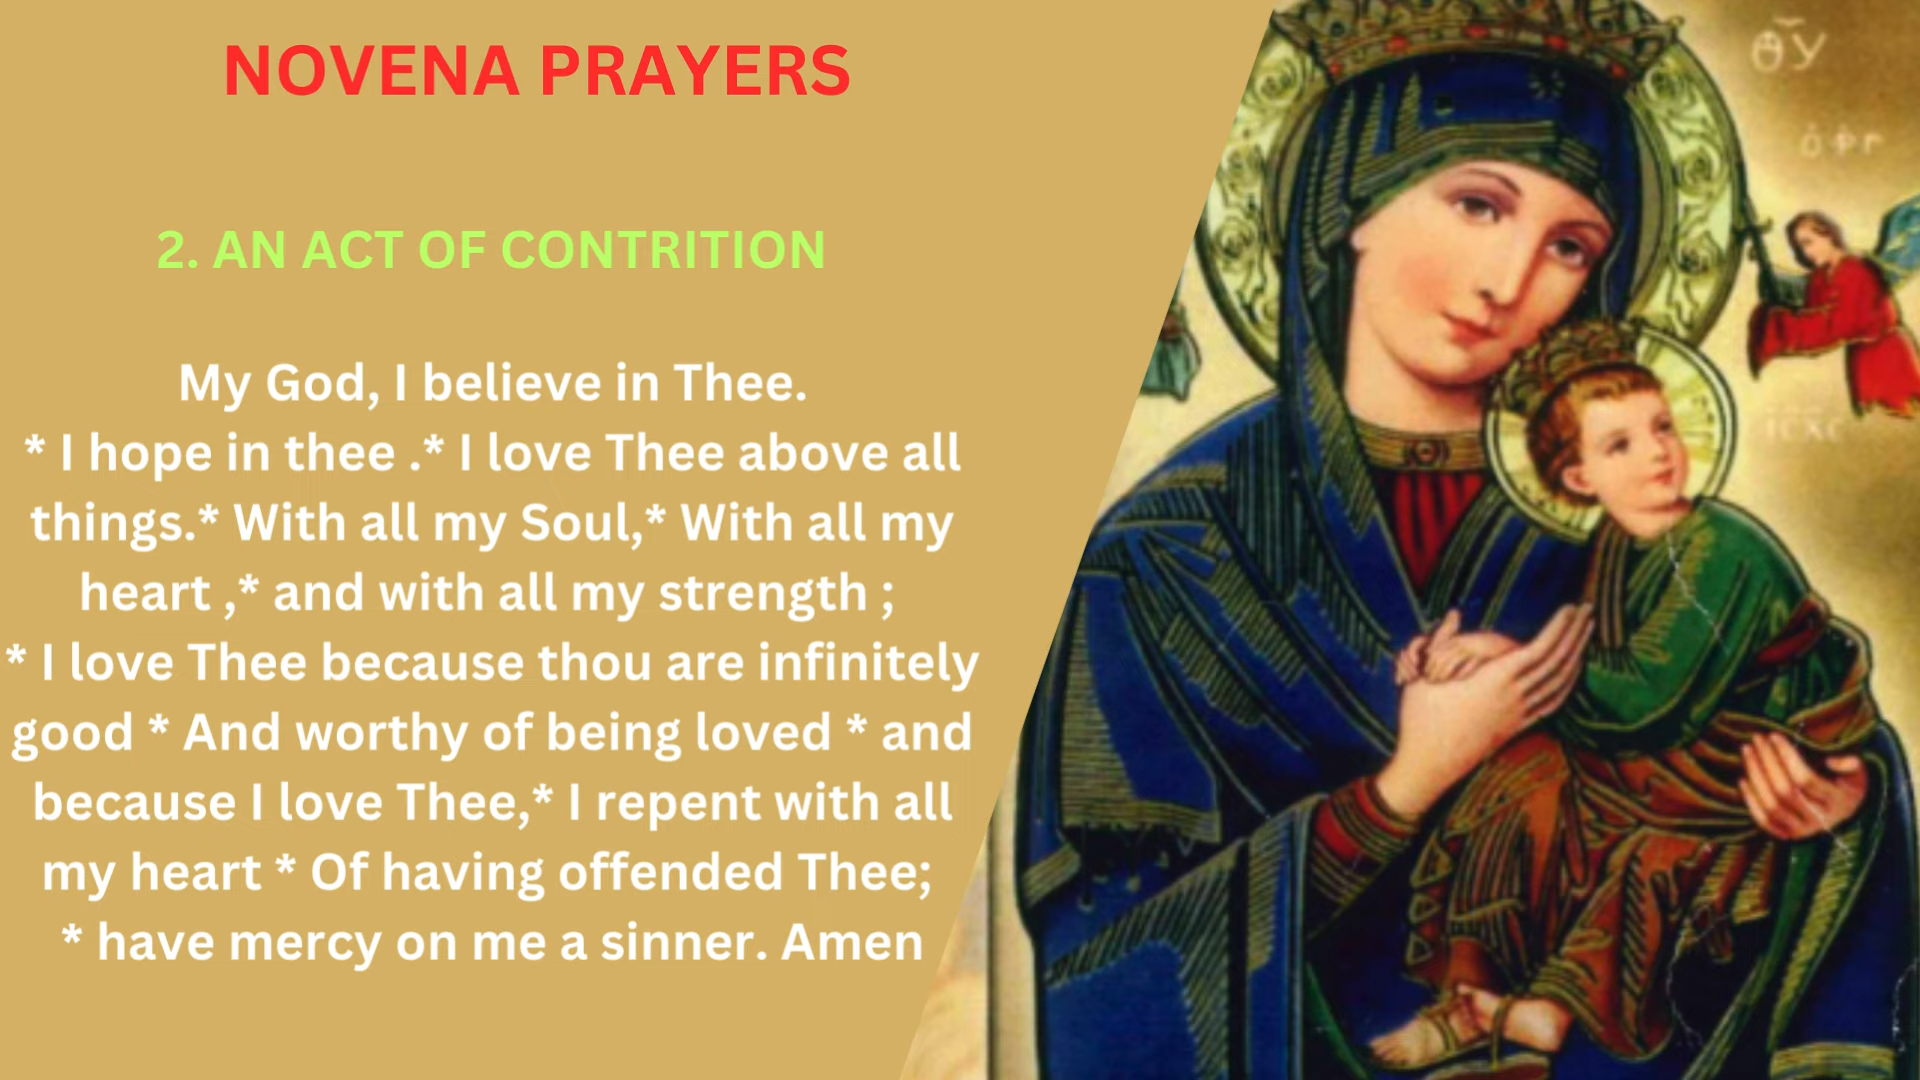 NOVENA PRAYERS
2. AN ACT OF CONTRITION
My God, I believe in Thee.
* I hope in thee .* I love Thee above all
things.* With all my Soul,* With all my
heart ,* and with all my strength ;
* I love Thee because thou are infinitely
good * And worthy of being loved * and
because I love Thee,* I repent with all
my heart * Of having offended Thee;
* have mercy on me a sinner. Amen